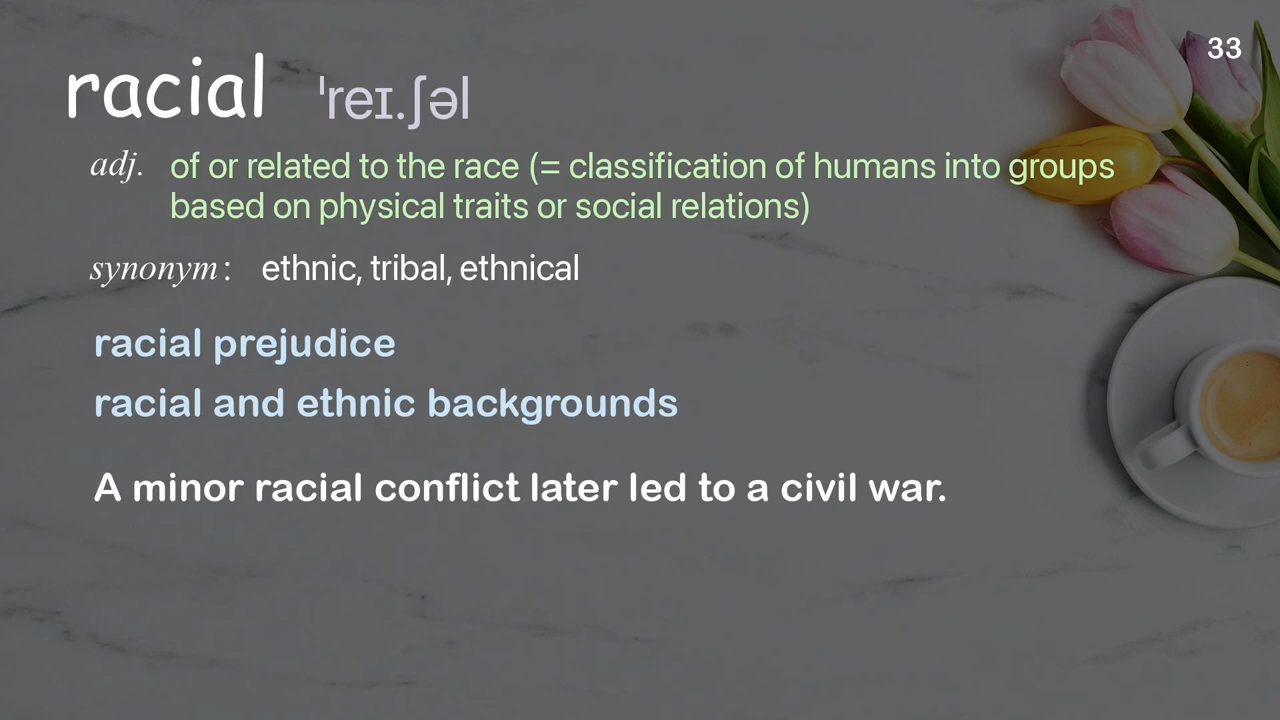 33
racial ˈreɪ.ʃəl
adj. of or related to the race (= classification of humans into groups
based on physical traits or social relations)
synonym: ethnic, tribal, ethnical
racial prejudice
racial and ethnic backgrounds
A minor racial conflict later led to a civil war.